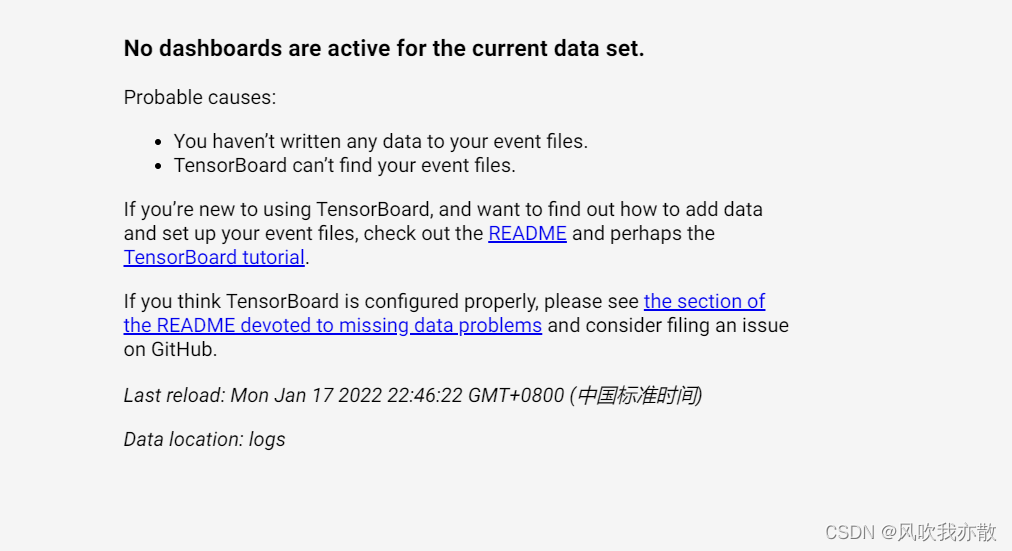 No dashboards are active for the current data set.
Probable causes:
• You haven’t written any data to your event files.
• TensorBoard can’t find your event files.
If you’re new to using TensorBoard, and want to find out how to add data
and set up your event files, check out the README and perhaps the
TensorBoard tutorial.
If you think TensorBoard is configured properly, please see the section of
the README devoted to missing data problems and consider filing an issue
on GitHub.
Last reload: Mon Jan 17 2022 22:46:22 GMT+0800 (中国标准时间)
Data location: logs
CSDN @风吹我亦散